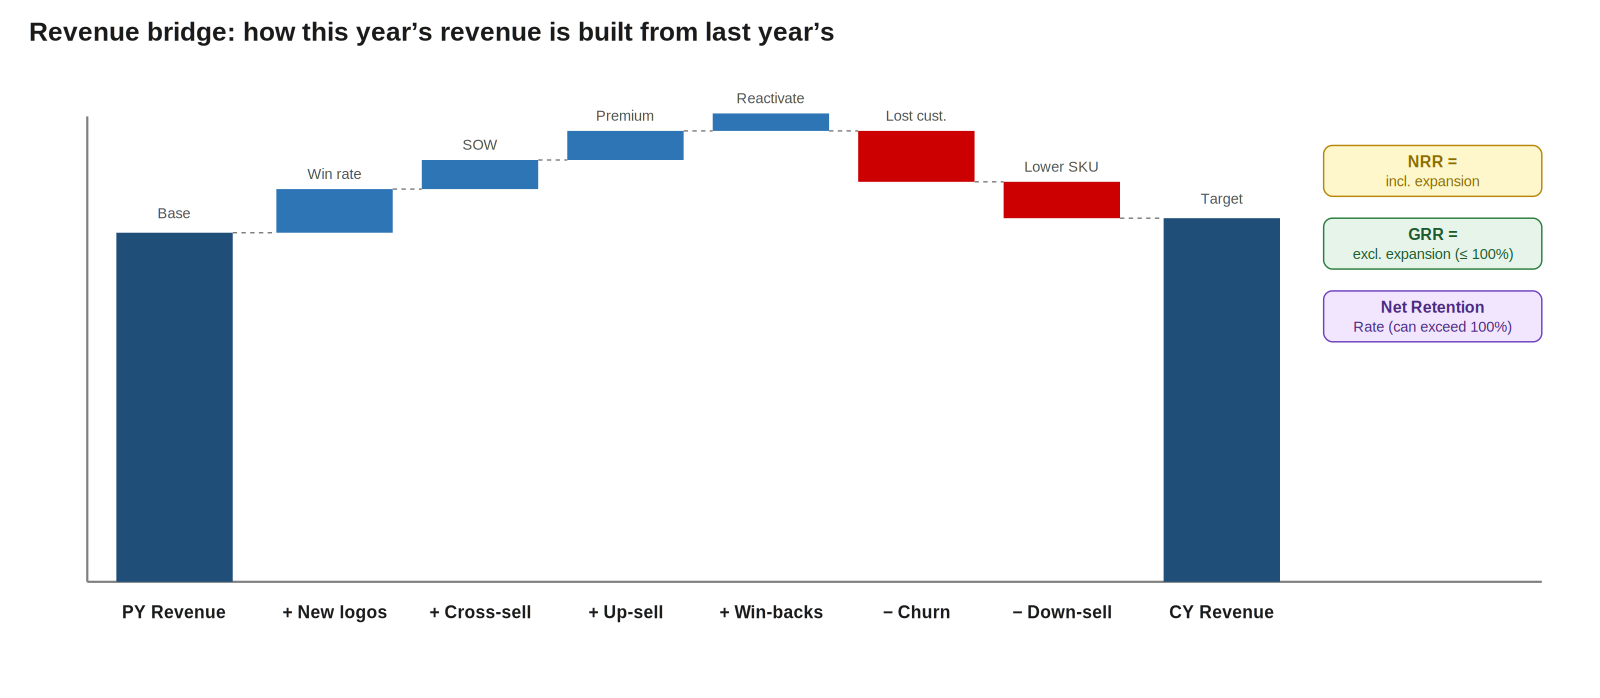 Revenue bridge: how this year’s revenue is built from last year’s
Reactivate
Premium
Lost cust.
SOW
Win rate
Lower SKU
Base
Target
NRR =
incl. expansion
GRR =
excl. expansion (≤ 100%)
Net Retention
Rate (can exceed 100%)
PY Revenue
+ New logos
+ Cross-sell
+ Up-sell
+ Win-backs
− Churn
− Down-sell
CY Revenue